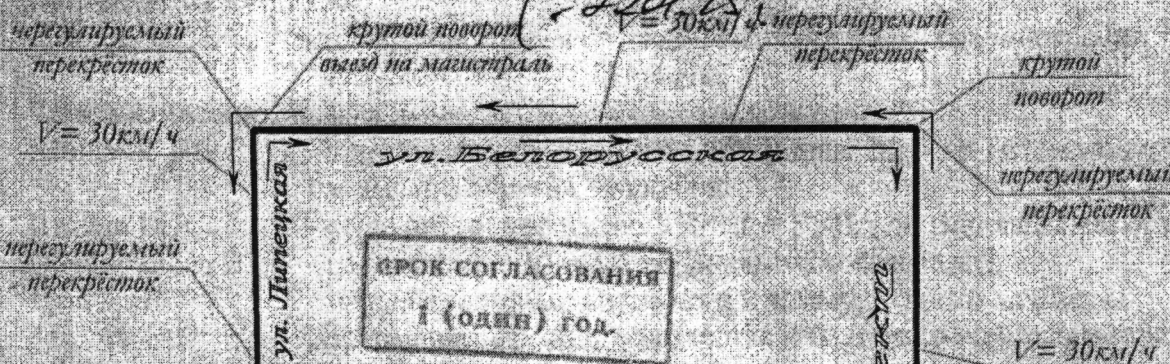 нерегулируемый
перекрёсток
крутой поворот
выезд на магистраль
V= 30км/ч
нерегулируемый
перекрёсток
крутой
поворот
V= 30км/ч
ул.Белорусская
нерегулируемый
перекрёсток
ул. Липецкая
нерегулируемый
перекрёсток
СРОК СОГЛАСОВАНИЯ
1 (один) год.
V= 30км/ч